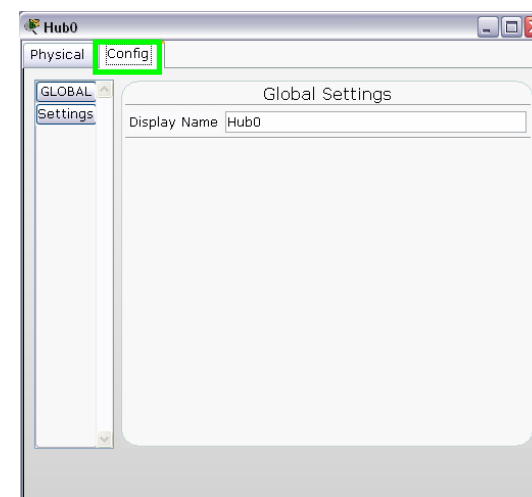 Hub0
Physical Config
GLOBAL
Settings
Global Settings
Display Name Hub0